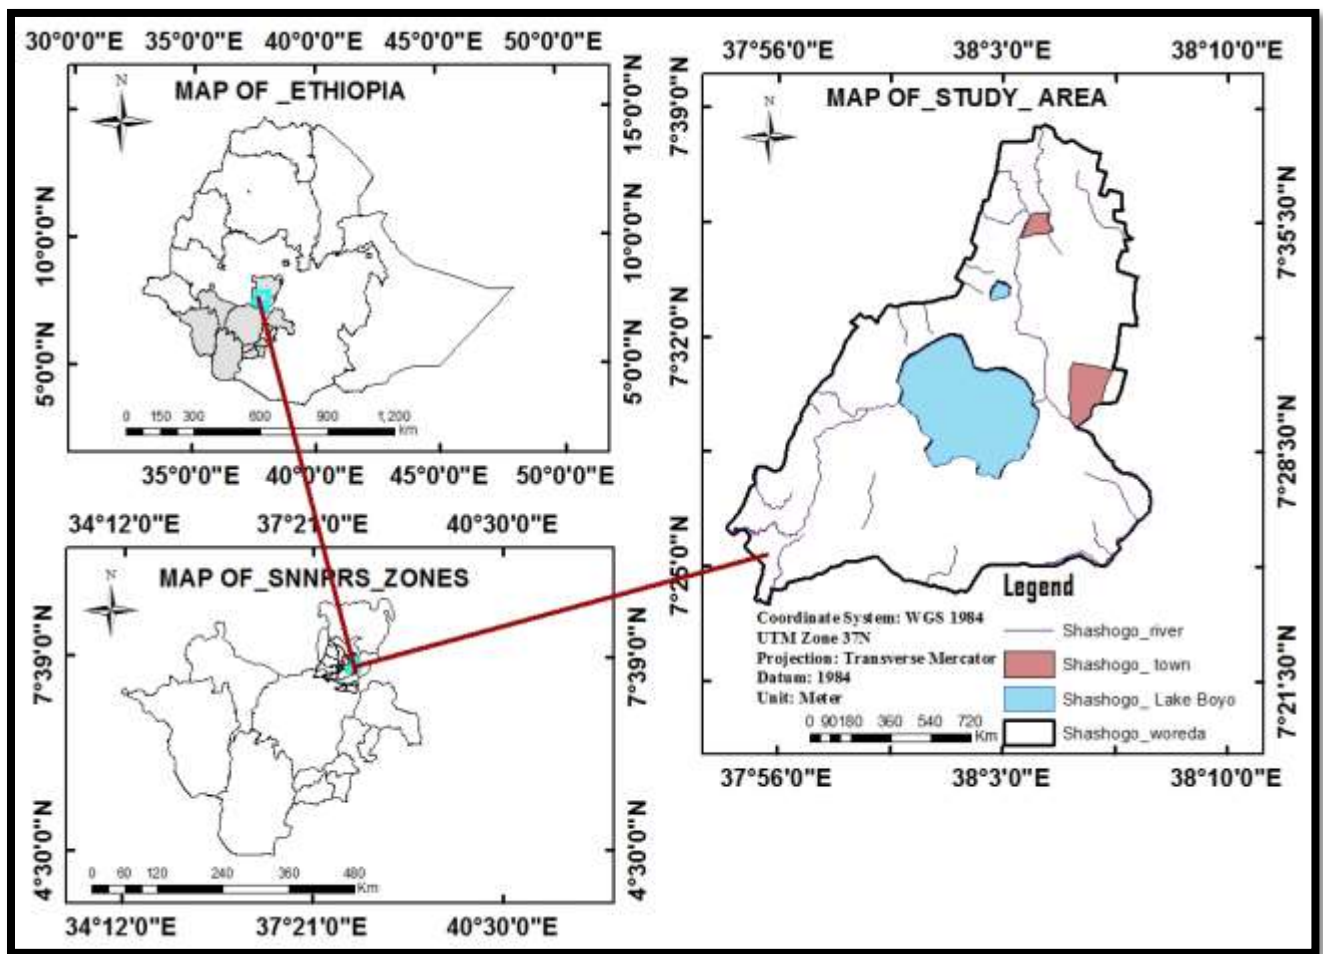 30°0'0"E 35°0'0"E 40°0'0"E 45°0'0"E 50°0'0"E
MAP OF _ETHIOPIA
N
15°0'0"N
10°0'0"N
10°0'0"N
5°0'0"N
5°0'0"N
0 150 300 600 900 1,200
Km
35°0'0"E 40°0'0"E 45°0'0"E 50°0'0"E
34°12'0"E 37°21'0"E 40°30'0"E
MAP OF_SNNPRS_ZONES
N
7°39'0"N
7°39'0"N
4°30'0"N
4°30'0"N
0 60 120 240 360 480
Km
34°12'0"E 37°21'0"E 40°30'0"E
37°56'0"E 38°3'0"E 38°10'0"E
MAP OF_STUDY_ AREA
N
7°39'0"N
7°35'30"N
7°32'0"N
7°28'30"N
7°25'0"N
7°21'30"N
Coordinate System: WGS 1984
UTM Zone 37N
Projection: Transverse Mercator
Datum: 1984
Unit: Meter
0 90180 360 540 720
Km
Legend
Shashogo_river
Shashogo_ town
Shashogo_ Lake Boyo
Shashogo_woreda
37°56'0"E 38°3'0"E 38°10'0"E